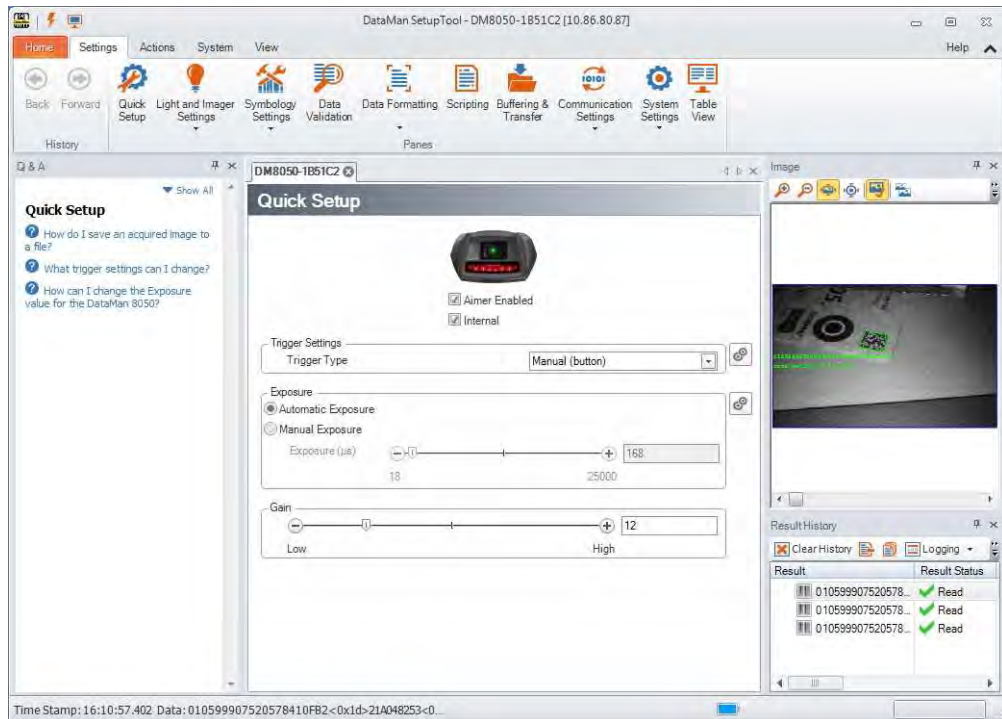 DataMan SetupTool - DM8050-1B51C2 [10.86.80.87]
Home Settings Actions System View Help
Back Forward Quick Setup Light and Imager Settings Symbology Settings Data Validation Data Formatting Scripting Buffering & Transfer Communication Settings System Settings Table View
History Panes
Q & A
Show All
Quick Setup
How do I save an acquired image to
a file?
What trigger settings can I change?
How can I change the Exposure
value for the DataMan 8050?
DM8050-1B51C2
Quick Setup
Aimer Enabled
Internal
Trigger Settings
Trigger Type Manual (button)
Exposure
Automatic Exposure
Manual Exposure
Exposure (µs) 168
18 25000
Gain
12
Low High
Image
Result History
Clear History Logging
Result Result Status
010599907520578... Read
010599907520578... Read
010599907520578... Read
Time Stamp: 16:10:57.402 Data: 010599907520578410FB2<0x1d>21A048253<0...